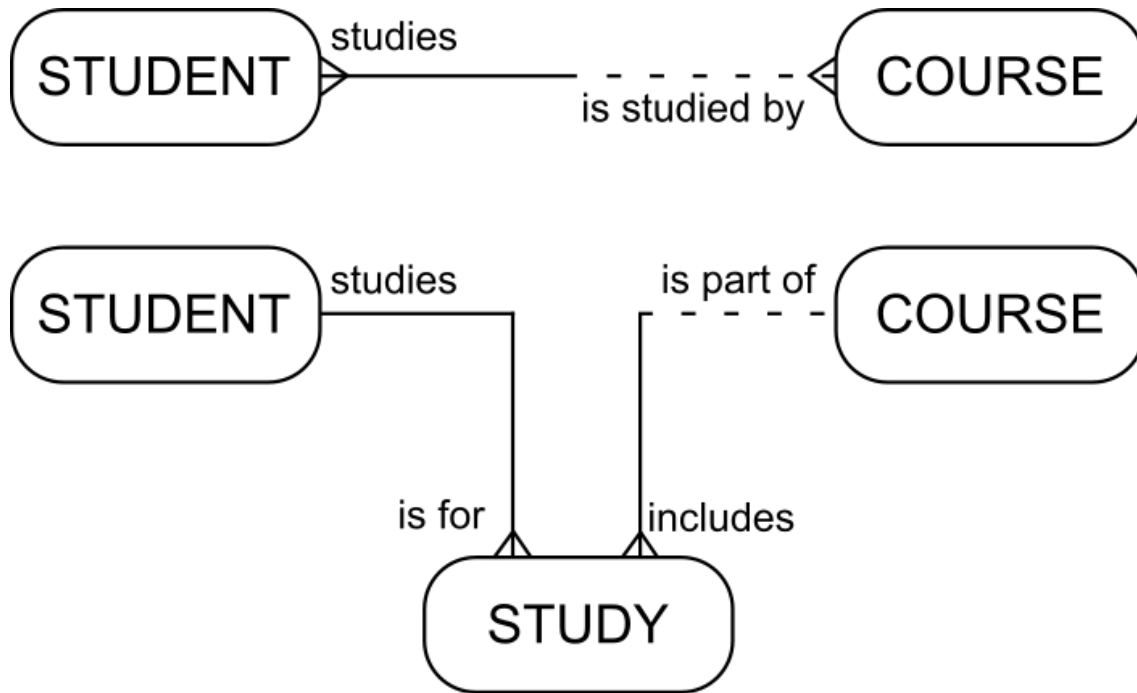 studies
STUDENT
COURSE
is studied by
studies
is part of
STUDENT
COURSE
is for
includes
STUDY